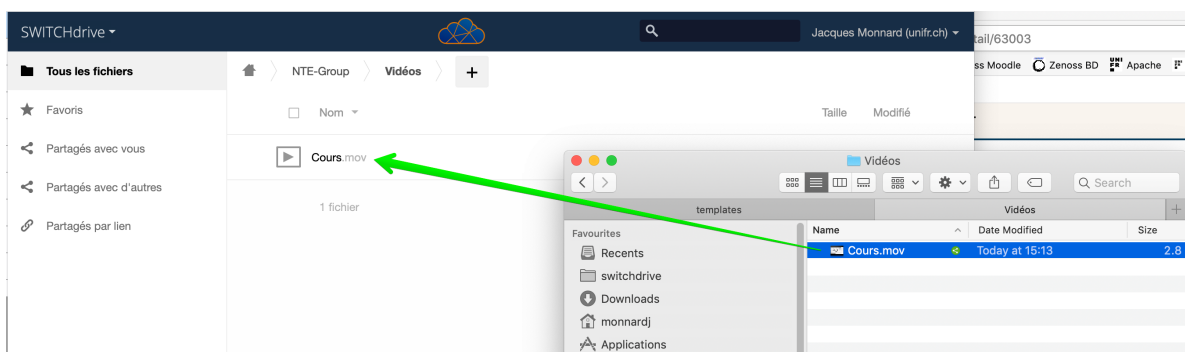 SWITCHdrive
Jacques Monnard (unifr.ch)
tail/63003
ss Moodle Zenoss BD UNI FR Apache
Tous les fichiers
NTE-Group Vidéos +
Favoris
Nom Taille Modifié
Partagés avec vous
Cours.mov
Partagés avec d'autres
1 fichier
Partagés par lien
Vidéos
Search
templates Vidéos +
Favourites
Name Date Modified Size
Recents
Cours.mov Today at 15:13 2.8
switchdrive
Downloads
monnardj
Applications